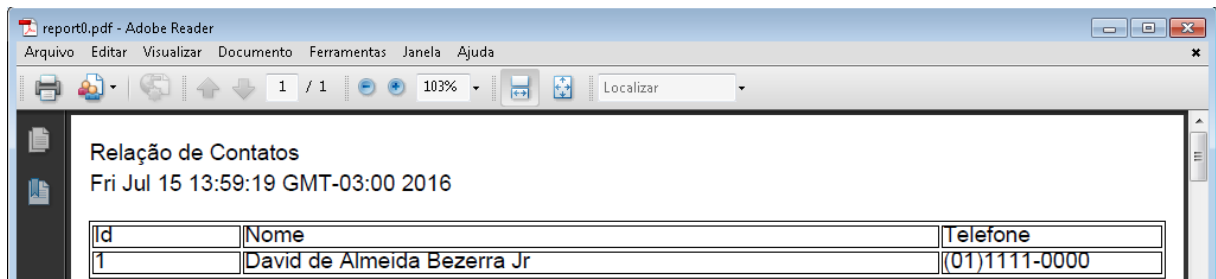 report0.pdf - Adobe Reader
Arquivo Editar Visualizar Documento Ferramentas Janela Ajuda
1 / 1 103% Localizar
Relação de Contatos
Fri Jul 15 13:59:19 GMT-03:00 2016
Id Nome Telefone
1 David de Almeida Bezerra Jr (01)1111-0000